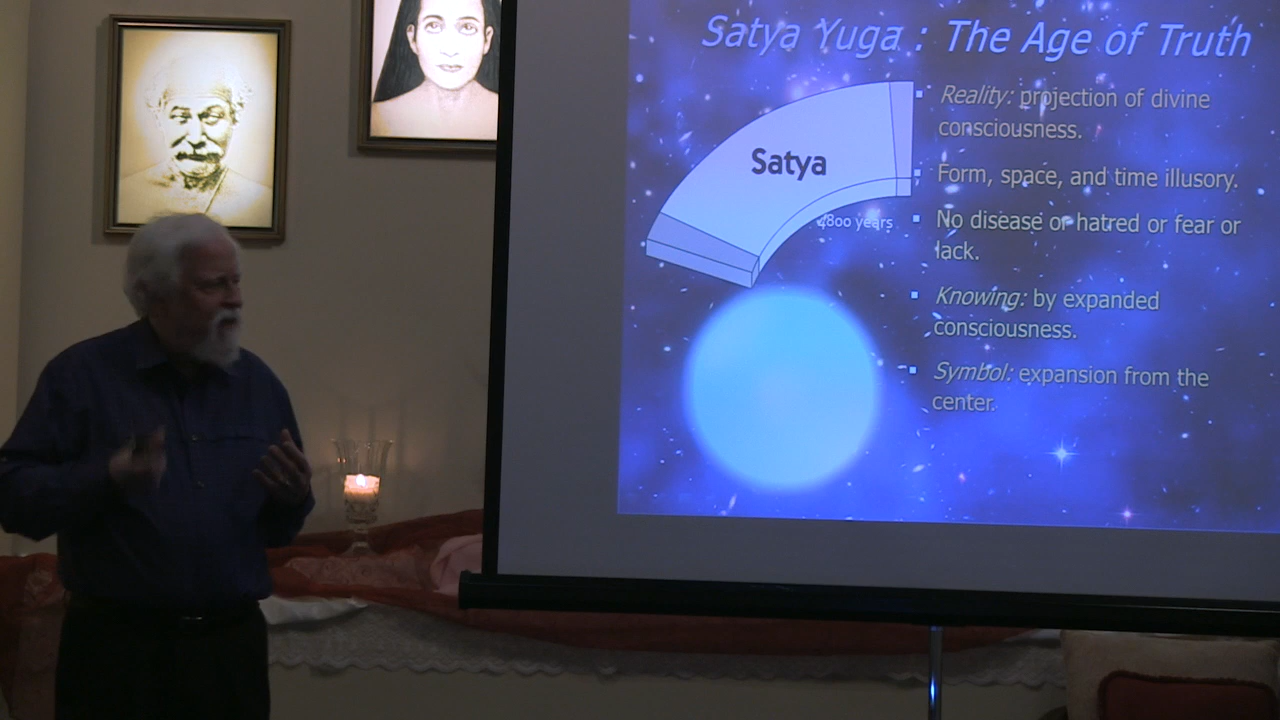 Satya Yuga : The Age of Truth
Satya
4800 years
Reality: projection of divine
consciousness.
Form, space, and time illusory.
No disease or hatred or fear or
lack.
Knowing: by expanded
consciousness.
Symbol: expansion from the
center.